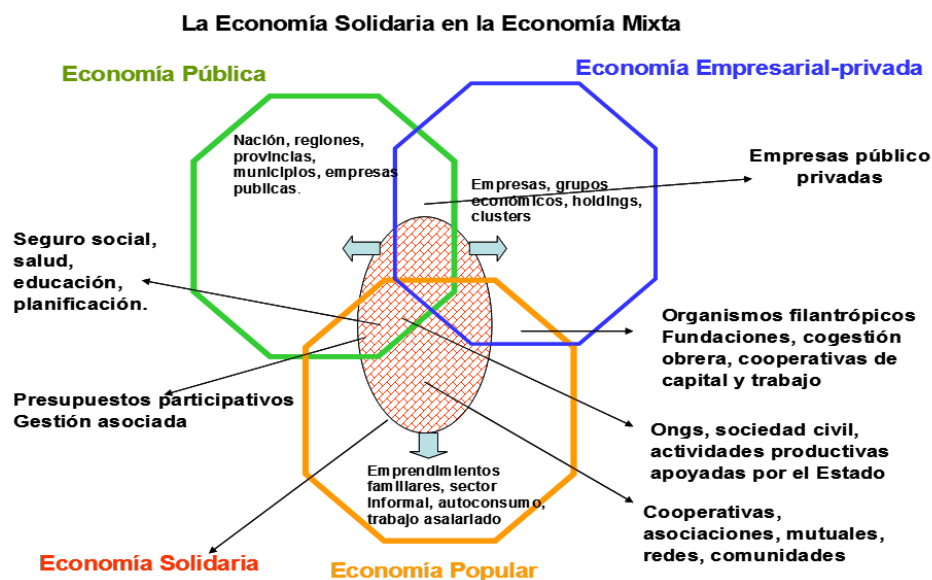 La Economía Solidaria en la Economía Mixta
Economía Pública
Economía Empresarial-privada
Nación, regiones,
provincias,
municipios, empresas
publicas.
Empresas, grupos
económicos, holdings,
clusters
Empresas público
privadas
Seguro social,
salud,
educación,
planificación.
Organismos filantrópicos
Fundaciones, cogestión
obrera, cooperativas de
capital y trabajo
Presupuestos participativos
Gestión asociada
Ongs, sociedad civil,
actividades productivas
apoyadas por el Estado
Emprendimientos
familiares, sector
informal, autoconsumo,
trabajo asalariado
Cooperativas,
asociaciones, mutuales,
redes, comunidades
Economía Solidaria
Economía Popular